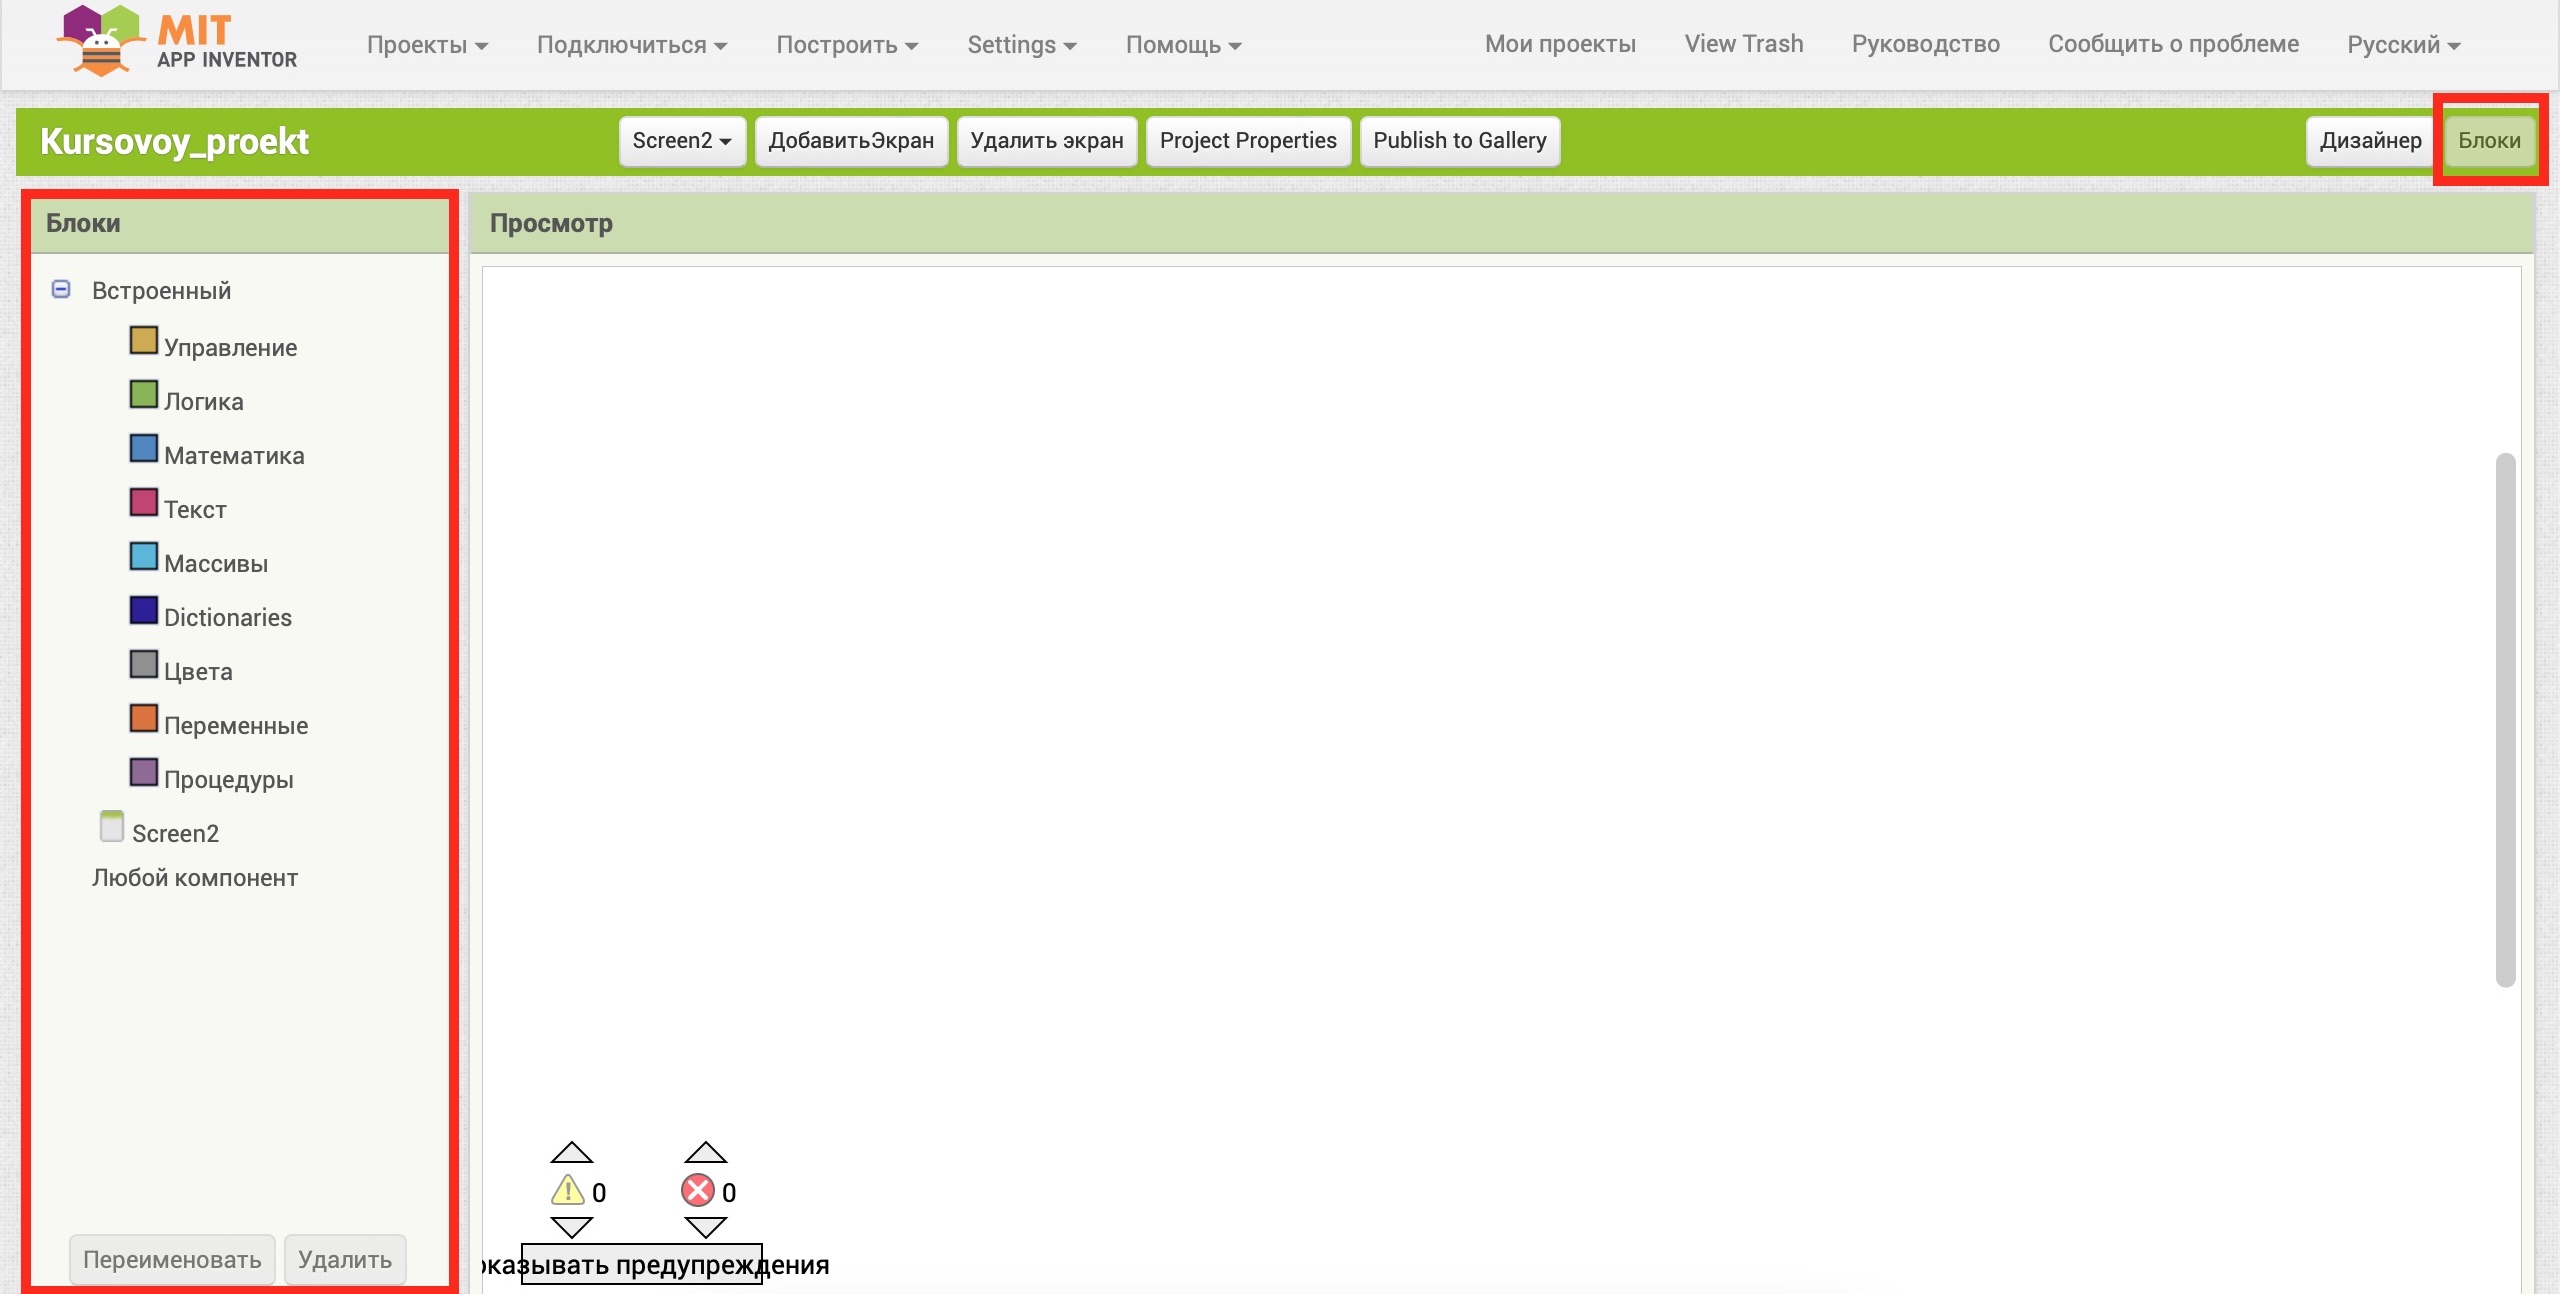 MIT
APP INVENTOR
Проекты Подключиться Построить Settings Помощь Мои проекты View Trash Руководство Сообщить о проблеме Русский
Kursovoy_proekt Screen2 ДобавитьЭкран Удалить экран Project Properties Publish to Gallery Дизайнер Блоки
Блоки
Встроенный
Управление
Логика
Математика
Текст
Массивы
Dictionaries
Цвета
Переменные
Процедуры
Screen2
Любой компонент
Переименовать Удалить
Просмотр
0 0
оказывать предупреждения